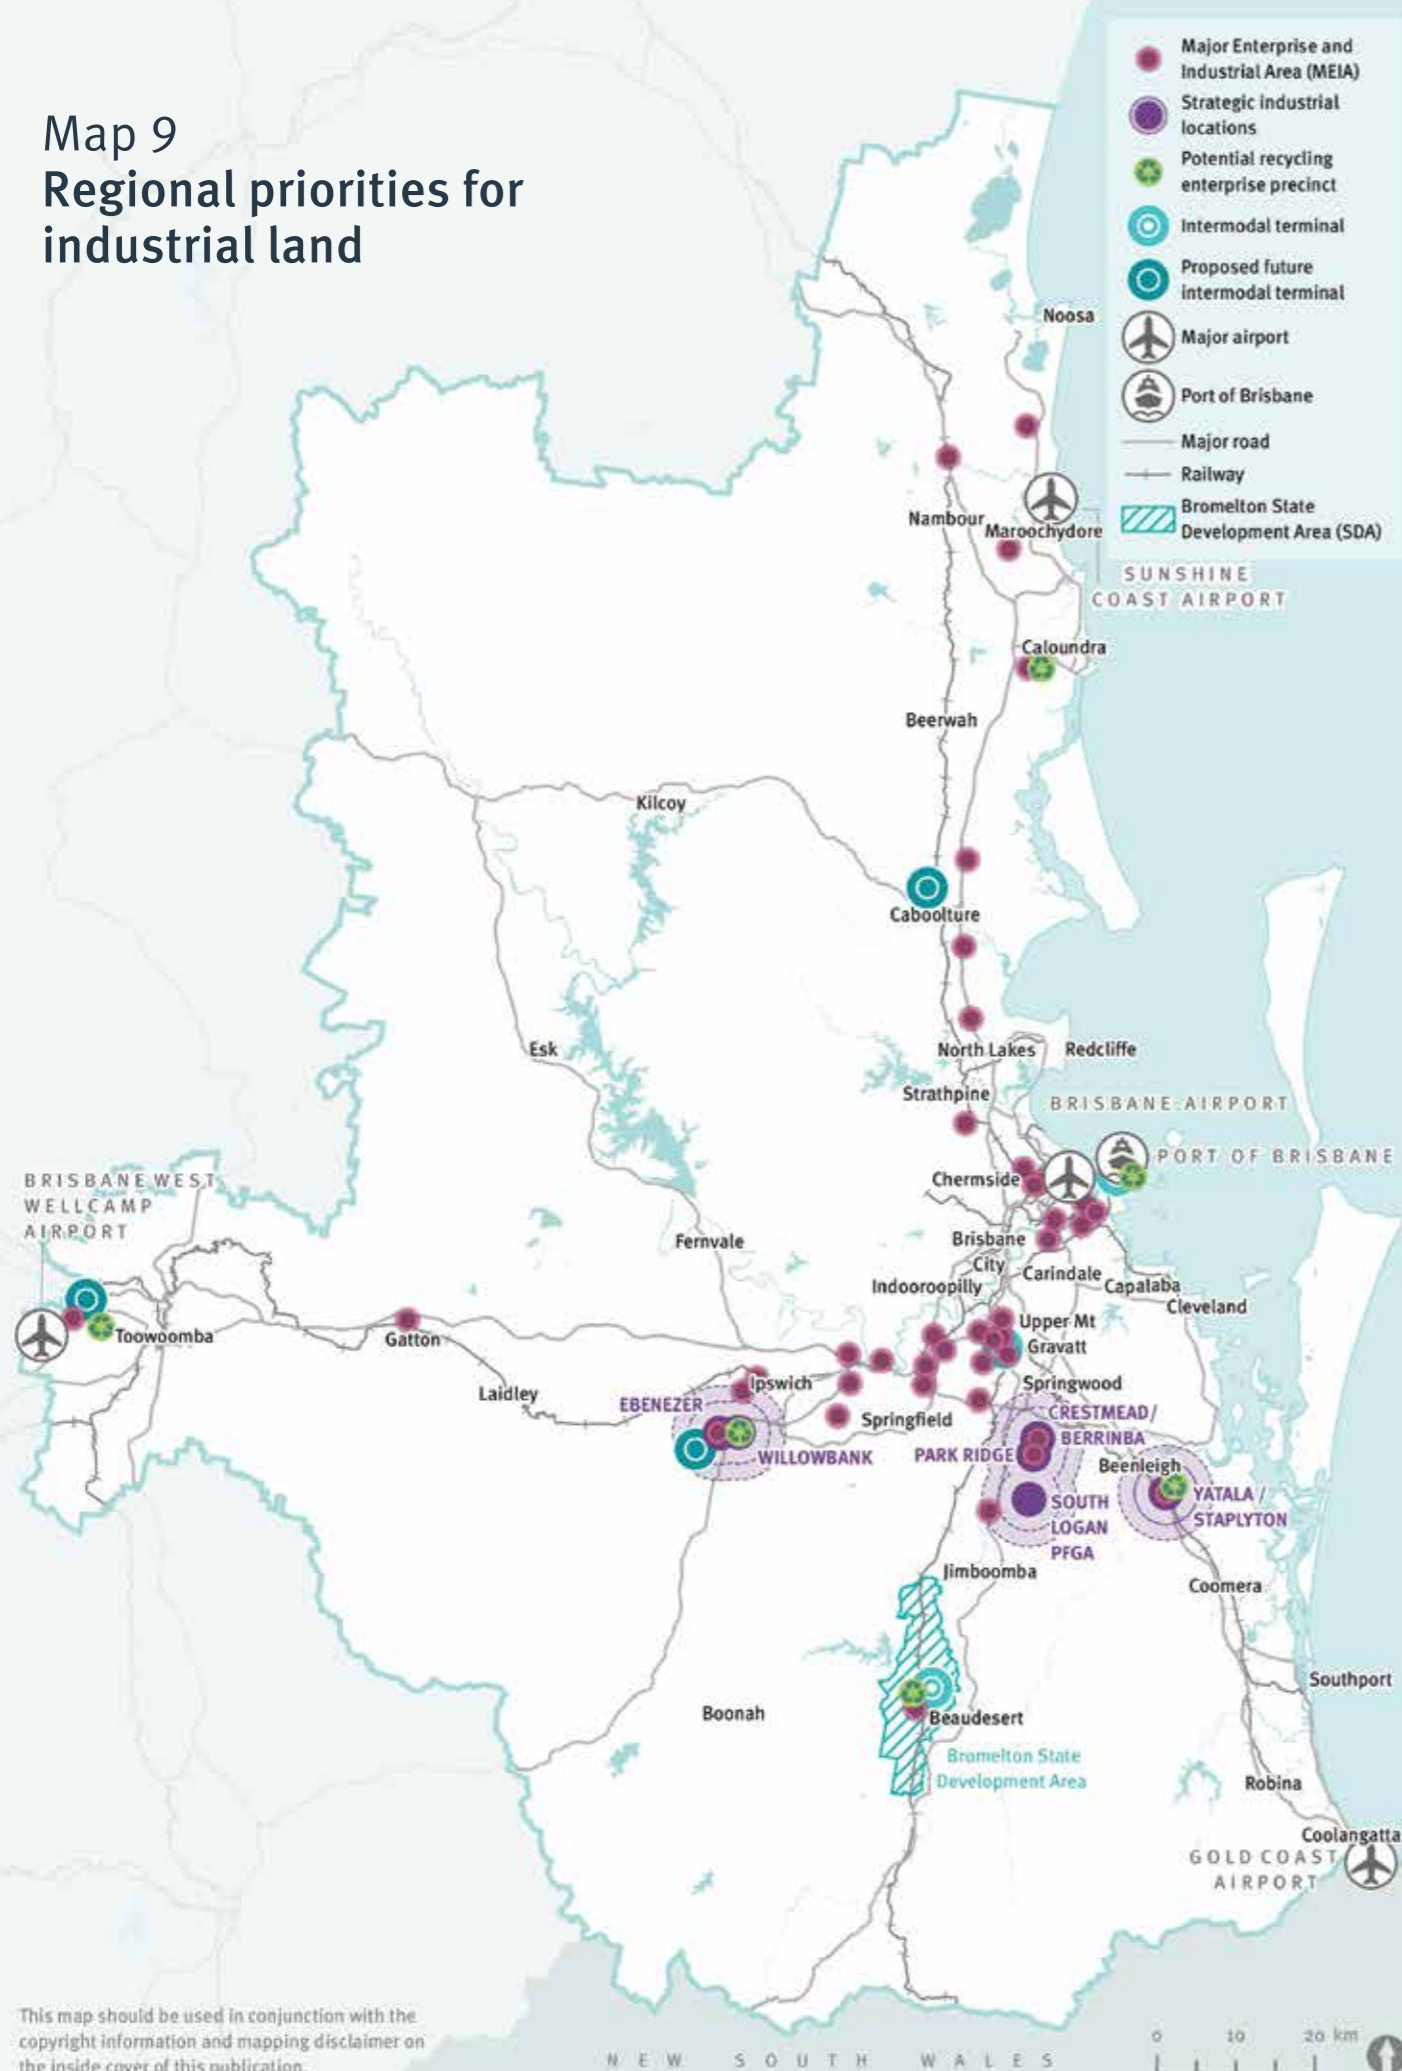 Map 9
Regional priorities for
industrial land
Major Enterprise and
Industrial Area (MEIA)
Strategic industrial
locations
Potential recycling
enterprise precinct
Intermodal terminal
Proposed future
intermodal terminal
Major airport
Port of Brisbane
Major road
Railway
Bromelton State
Development Area (SDA)
Noosa
Nambour
Maroochydore
SUNSHINE
COAST AIRPORT
Caloundra
Beerwah
Kilcoy
Caboolture
Esk
North Lakes
Redcliffe
Strathpine
BRISBANE AIRPORT
PORT OF BRISBANE
Chermside
BRISBANE WEST
WELLCAMP
AIRPORT
Fernvale
Brisbane
City
Indooroopilly
Carindale
Capalaba
Cleveland
Toowoomba
Gatton
Upper Mt
Gravatt
Laidley
Ipswich
Springwood
EBENEZER
Springfield
CRESTMEAD/
BERRINBA
WILLOWBANK
PARK RIDGE
Beenleigh
YATALA /
STAPLYTON
SOUTH
LOGAN
PFGA
Jimboomba
Coomera
Southport
Boonah
Beaudesert
Bromelton State
Development Area
Robina
Coolangatta
GOLD COAST
AIRPORT
This map should be used in conjunction with the
copyright information and mapping disclaimer on
the inside cover of this publication.
NEW SOUTH WALES
0 10 20 km